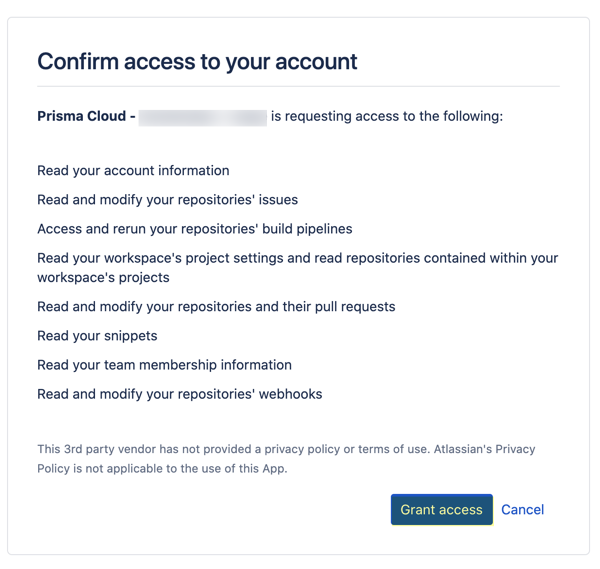 Confirm access to your account
Prisma Cloud - is requesting access to the following:
Read your account information
Read and modify your repositories' issues
Access and rerun your repositories' build pipelines
Read your workspace's project settings and read repositories contained within your
workspace's projects
Read and modify your repositories and their pull requests
Read your snippets
Read your team membership information
Read and modify your repositories' webhooks
This 3rd party vendor has not provided a privacy policy or terms of use. Atlassian's Privacy
Policy is not applicable to the use of this App.
Grant access Cancel